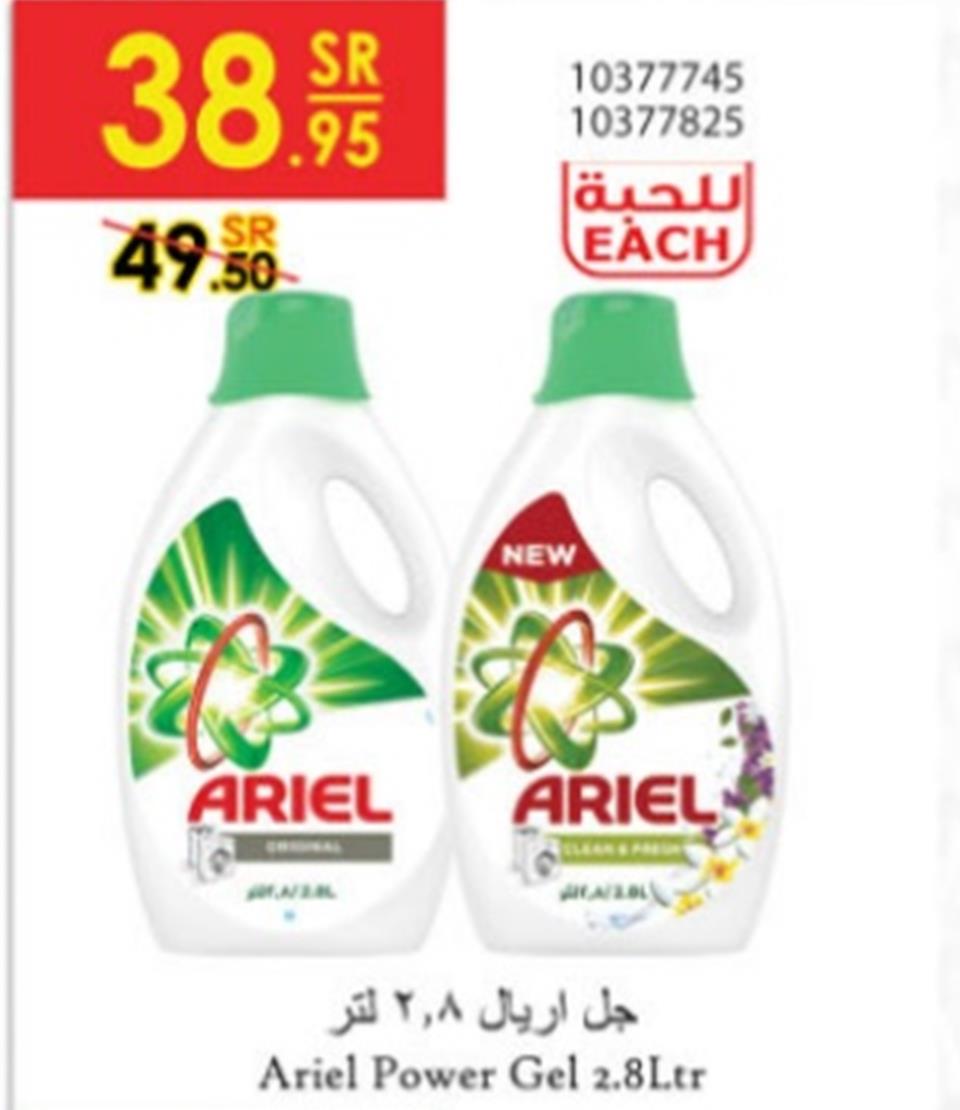 38.95 SR
49.50 SR
10377745
10377825
للحبة
EACH
NEW
ARIEL
ORIGINAL
ARIEL
CLEAN & FRESH
جل اريال ٢,٨ لتر
Ariel Power Gel 2.8Ltr